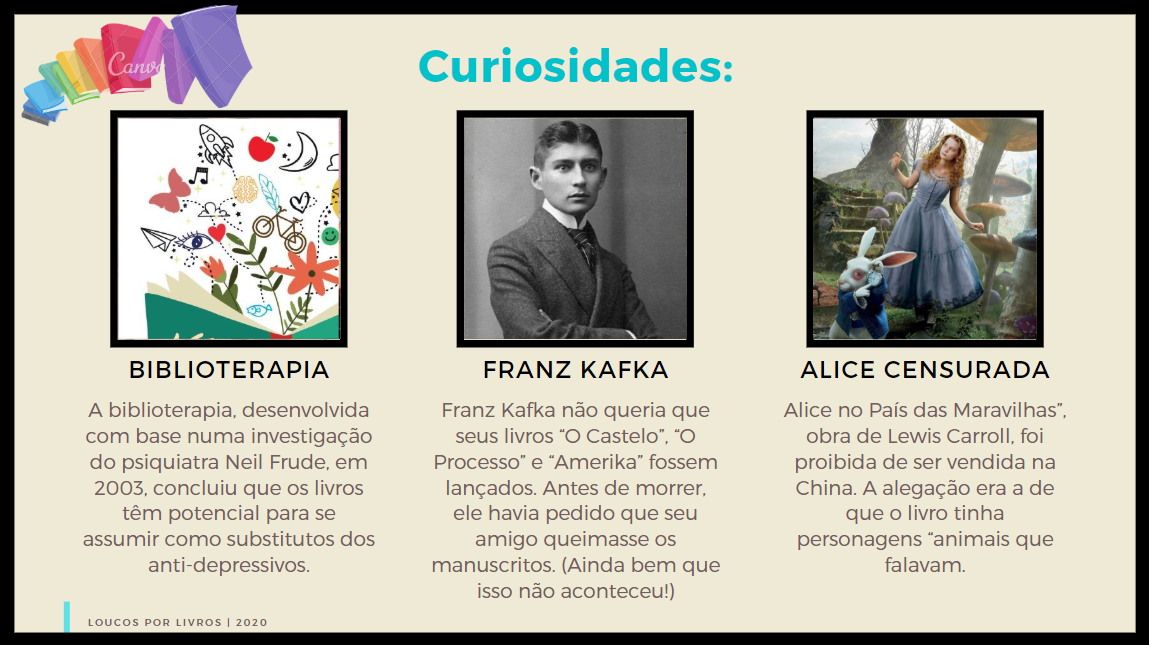 Canva
Curiosidades:
BIBLIOTERAPIA
A biblioterapia, desenvolvida
com base numa investigação
do psiquiatra Neil Frude, em
2003, concluiu que os livros
têm potencial para se
assumir como substitutos dos
anti-depressivos.
FRANZ KAFKA
Franz Kafka não queria que
seus livros “O Castelo”, “O
Processo” e “Amerika” fossem
lançados. Antes de morrer,
ele havia pedido que seu
amigo queimasse os
manuscritos. (Ainda bem que
isso não aconteceu!)
ALICE CENSURADA
Alice no País das Maravilhas”,
obra de Lewis Carroll, foi
proibida de ser vendida na
China. A alegação era a de
que o livro tinha
personagens “animais que
falavam.
LOUCOS POR LIVROS | 2020